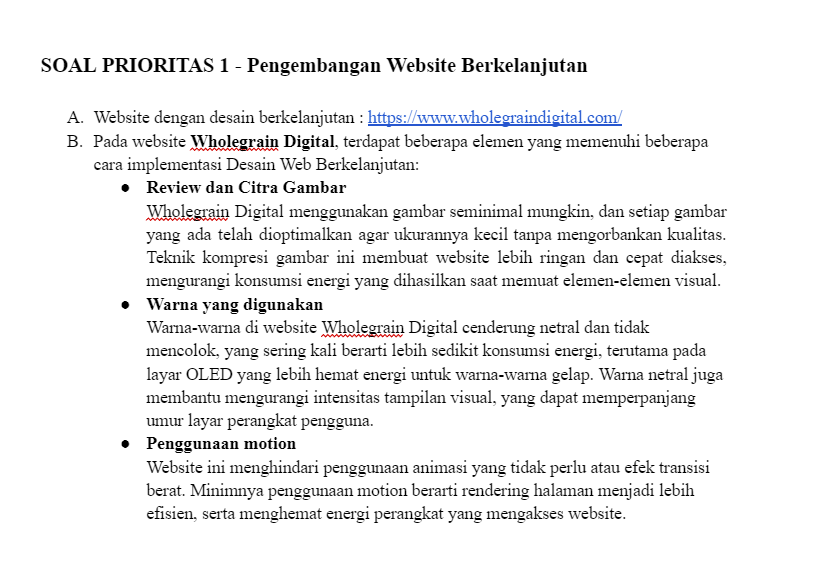 SOAL PRIORITAS 1 - Pengembangan Website Berkelanjutan
A. Website dengan desain berkelanjutan : https://www.wholegraindigital.com/
B. Pada website Wholegrain Digital, terdapat beberapa elemen yang memenuhi beberapa
cara implementasi Desain Web Berkelanjutan:
● Review dan Citra Gambar
Wholegrain Digital menggunakan gambar seminimal mungkin, dan setiap gambar
yang ada telah dioptimalkan agar ukurannya kecil tanpa mengorbankan kualitas.
Teknik kompresi gambar ini membuat website lebih ringan dan cepat diakses,
mengurangi konsumsi energi yang dihasilkan saat memuat elemen-elemen visual.
● Warna yang digunakan
Warna-warna di website Wholegrain Digital cenderung netral dan tidak
mencolok, yang sering kali berarti lebih sedikit konsumsi energi, terutama pada
layar OLED yang lebih hemat energi untuk warna-warna gelap. Warna netral juga
membantu mengurangi intensitas tampilan visual, yang dapat memperpanjang
umur layar perangkat pengguna.
● Penggunaan motion
Website ini menghindari penggunaan animasi yang tidak perlu atau efek transisi
berat. Minimnya penggunaan motion berarti rendering halaman menjadi lebih
efisien, serta menghemat energi perangkat yang mengakses website.